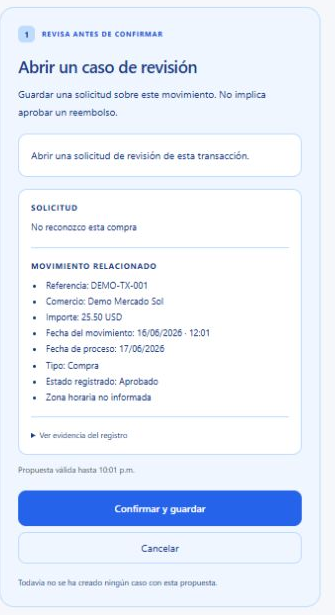 1 REVISA ANTES DE CONFIRMAR
Abrir un caso de revisión
Guardar una solicitud sobre este movimiento. No implica
aprobar un reembolso.
Abrir una solicitud de revisión de esta transacción.
SOLICITUD
No reconozco esta compra
MOVIMIENTO RELACIONADO
• Referencia: DEMO-TX-001
• Comercio: Demo Mercado Sol
• Importe: 25.50 USD
• Fecha del movimiento: 16/06/2026 · 12:01
• Fecha de proceso: 17/06/2026
• Tipo: Compra
• Estado registrado: Aprobado
• Zona horaria no informada
▶ Ver evidencia del registro
Propuesta válida hasta 10:01 p.m.
Confirmar y guardar
Cancelar
Todavía no se ha creado ningún caso con esta propuesta.